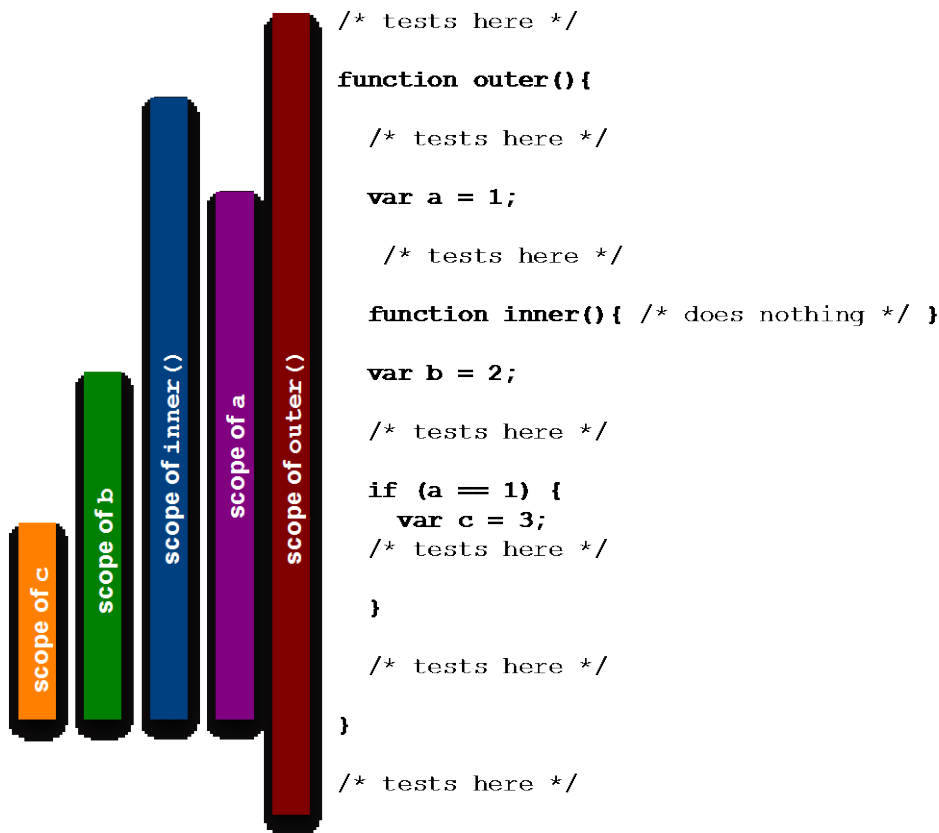 /* tests here */
function outer(){
/* tests here */
var a = 1;
/* tests here */
function inner(){ /* does nothing */ }
var b = 2;
/* tests here */
if (a == 1) {
var c = 3;
/* tests here */
}
/* tests here */
}
/* tests here */
scope of c
scope of b
scope of inner()
scope of a
scope of outer()